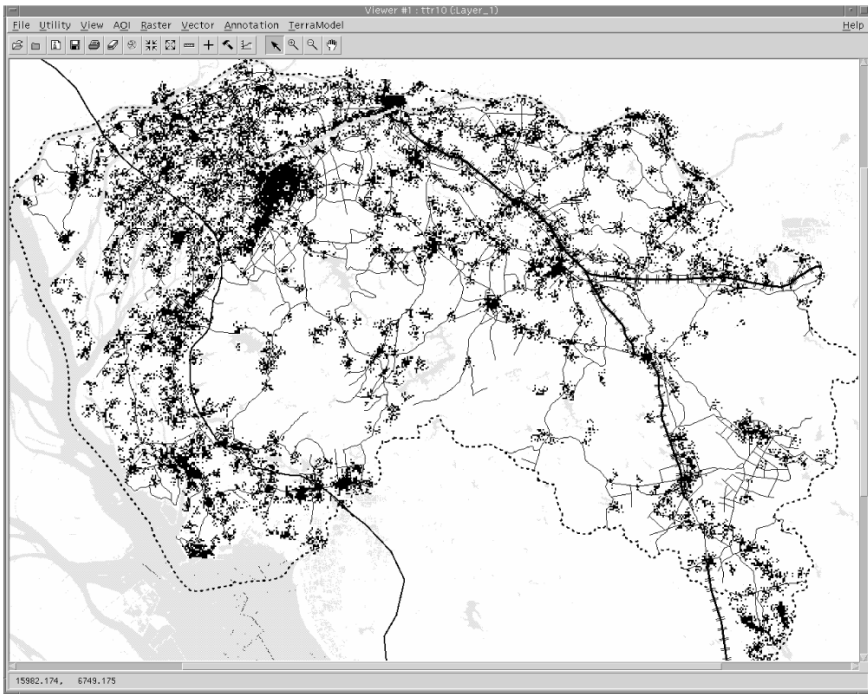 Viewer #1 : ttr10 (:Layer_1)
File Utility View AOI Raster Vector Annotation TerraModel Help
15982.174, 6749.175